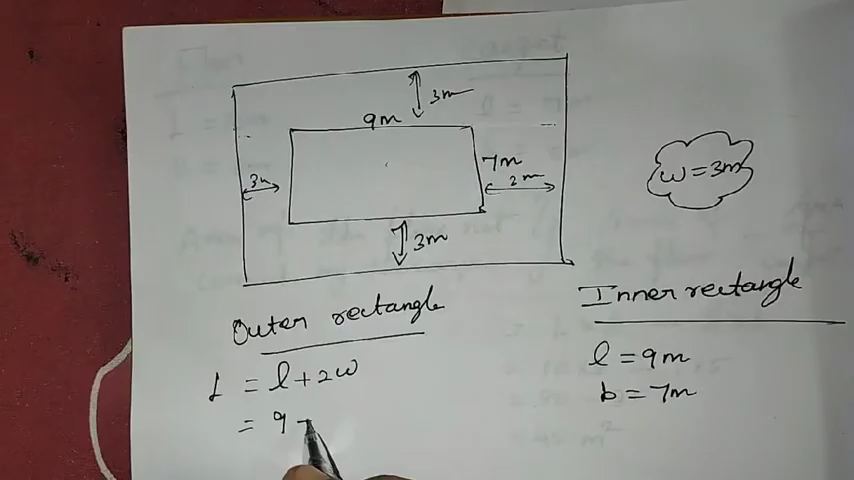 3m
9m
7m
3m
2m
3m
w = 3m
Outer rectangle
L = l + 2w
= 9
Inner rectangle
l = 9m
b = 7m